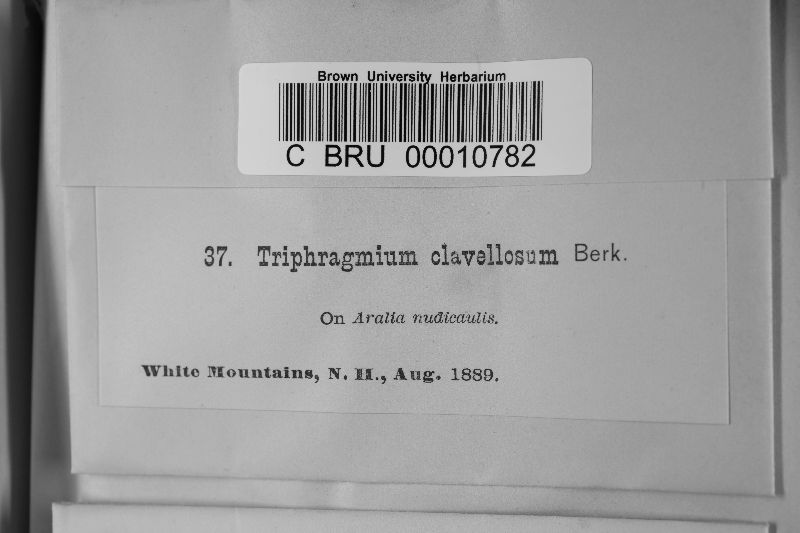 Brown University Herbarium
C BRU 00010782
37. Triphragmium clavellosum Berk.
On Aralia nudicaulis.
White Mountains, N. H., Aug. 1889.